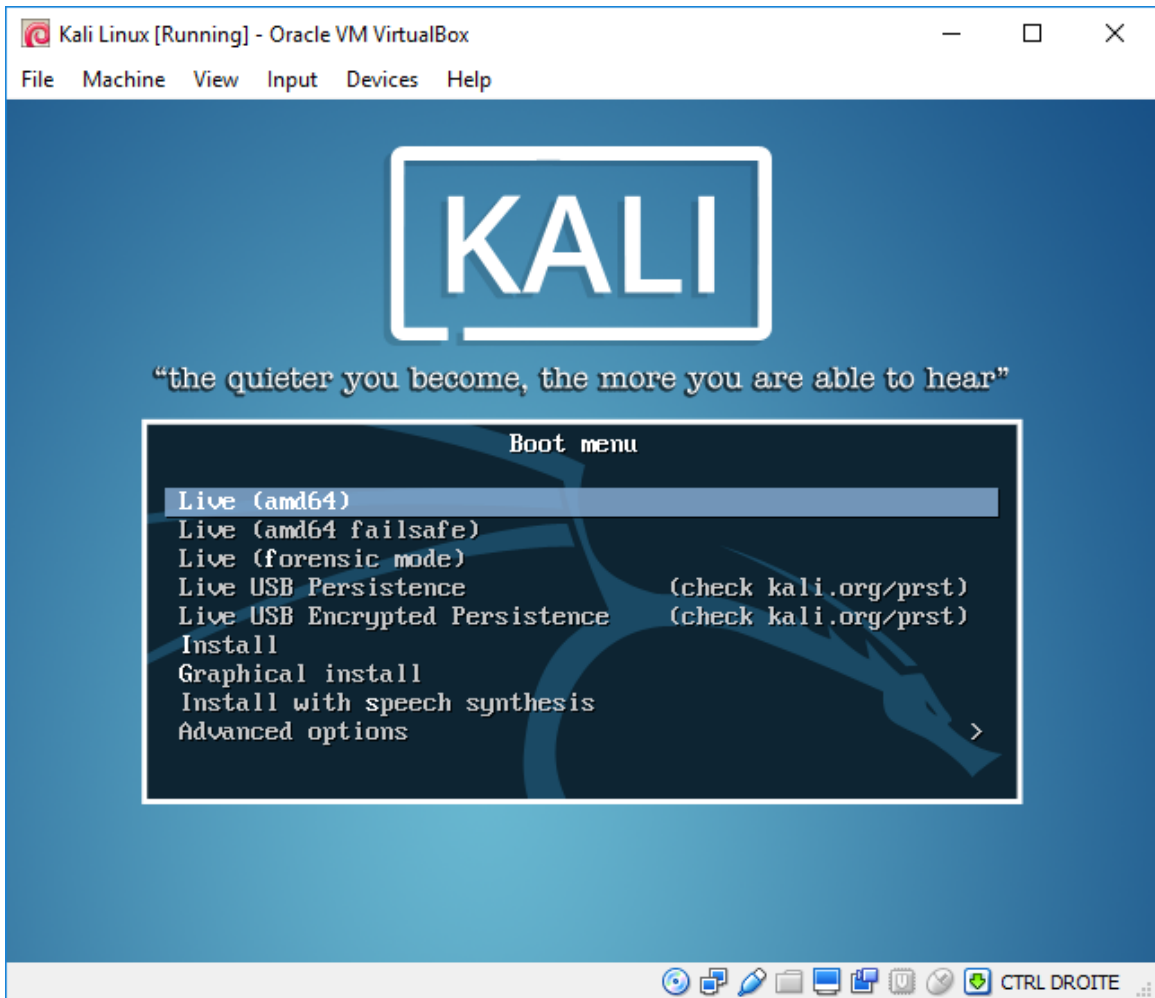 Kali Linux [Running] - Oracle VM VirtualBox
File Machine View Input Devices Help
KALI
“the quieter you become, the more you are able to hear”
Boot menu
Live (amd64)
Live (amd64 failsafe)
Live (forensic mode)
Live USB Persistence (check kali.org/prst)
Live USB Encrypted Persistence (check kali.org/prst)
Install
Graphical install
Install with speech synthesis
Advanced options >
CTRL DROITE